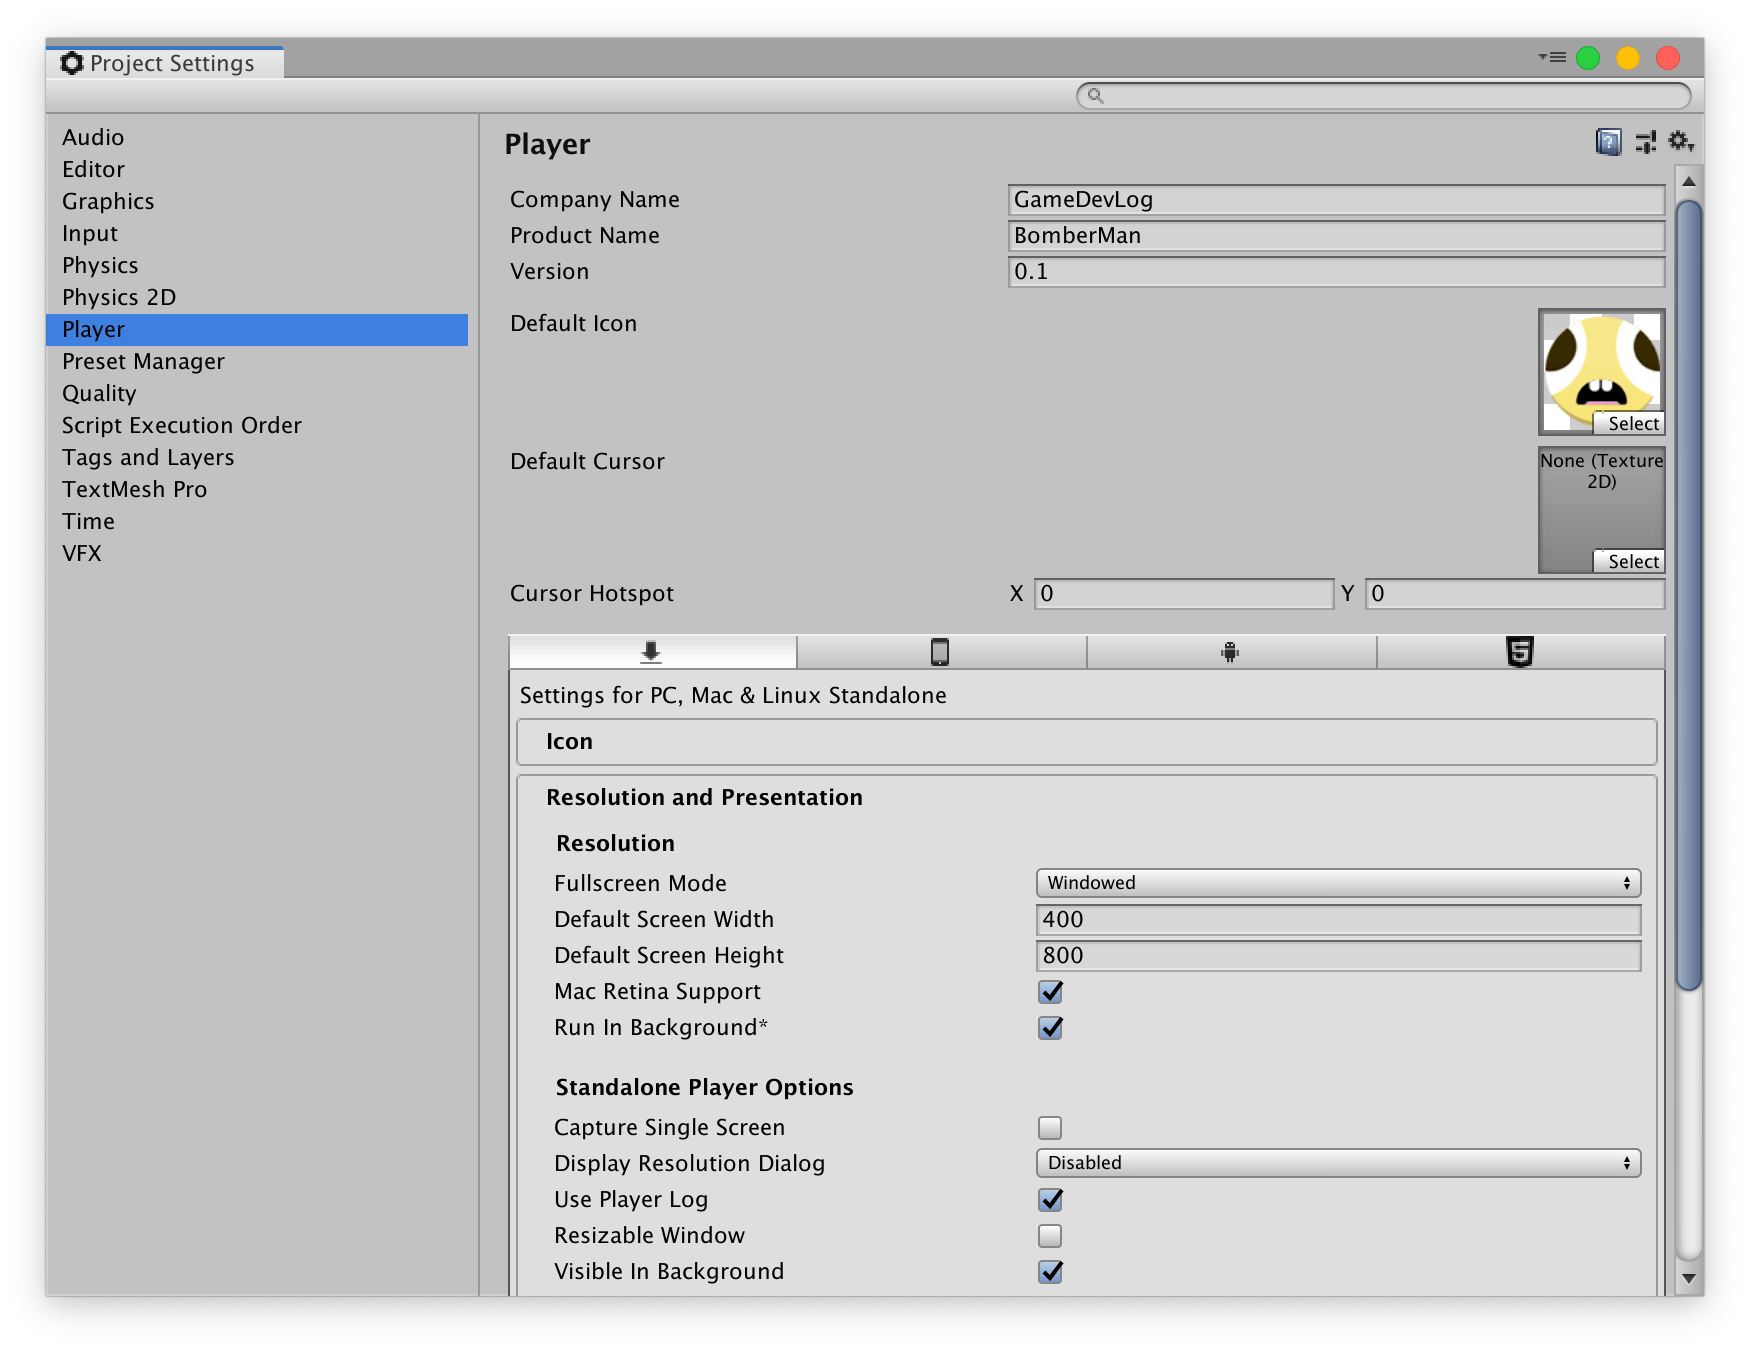 Project Settings
Audio
Editor
Graphics
Input
Physics
Physics 2D
Player
Preset Manager
Quality
Script Execution Order
Tags and Layers
TextMesh Pro
Time
VFX
Player
Company Name GameDevLog
Product Name BomberMan
Version 0.1
Default Icon
Select
Default Cursor
None (Texture
2D)
Select
Cursor Hotspot X 0 Y 0
Settings for PC, Mac & Linux Standalone
Icon
Resolution and Presentation
Resolution
Fullscreen Mode Windowed
Default Screen Width 400
Default Screen Height 800
Mac Retina Support
Run In Background*
Standalone Player Options
Capture Single Screen
Display Resolution Dialog Disabled
Use Player Log
Resizable Window
Visible In Background